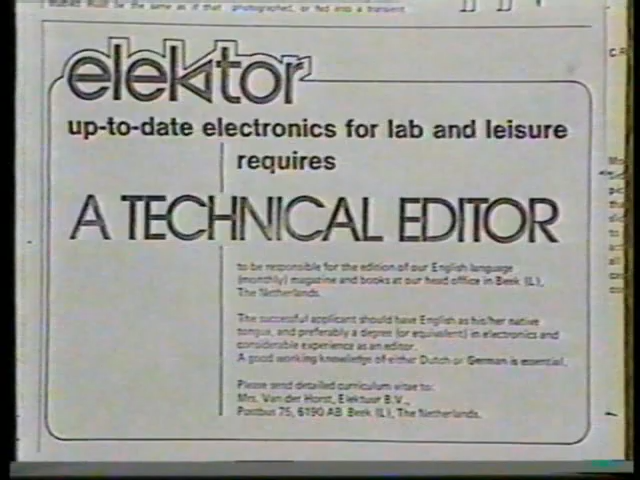 elektor
up-to-date electronics for lab and leisure
requires
A TECHNICAL EDITOR
to be responsible for the edition of our English language
(monthly) magazine and books at our head office in Beek (L),
The Netherlands.
The successful applicant should have English as his/her native
tongue, and preferably a degree (or equivalent) in electronics and
considerable experience as an editor.
A good working knowledge of either Dutch or German is essential.
Please send detailed curriculum vitae to:
Mrs. Van der Horst, Elektuur B.V.,
Postbus 75, 6190 AB Beek (L), The Netherlands.